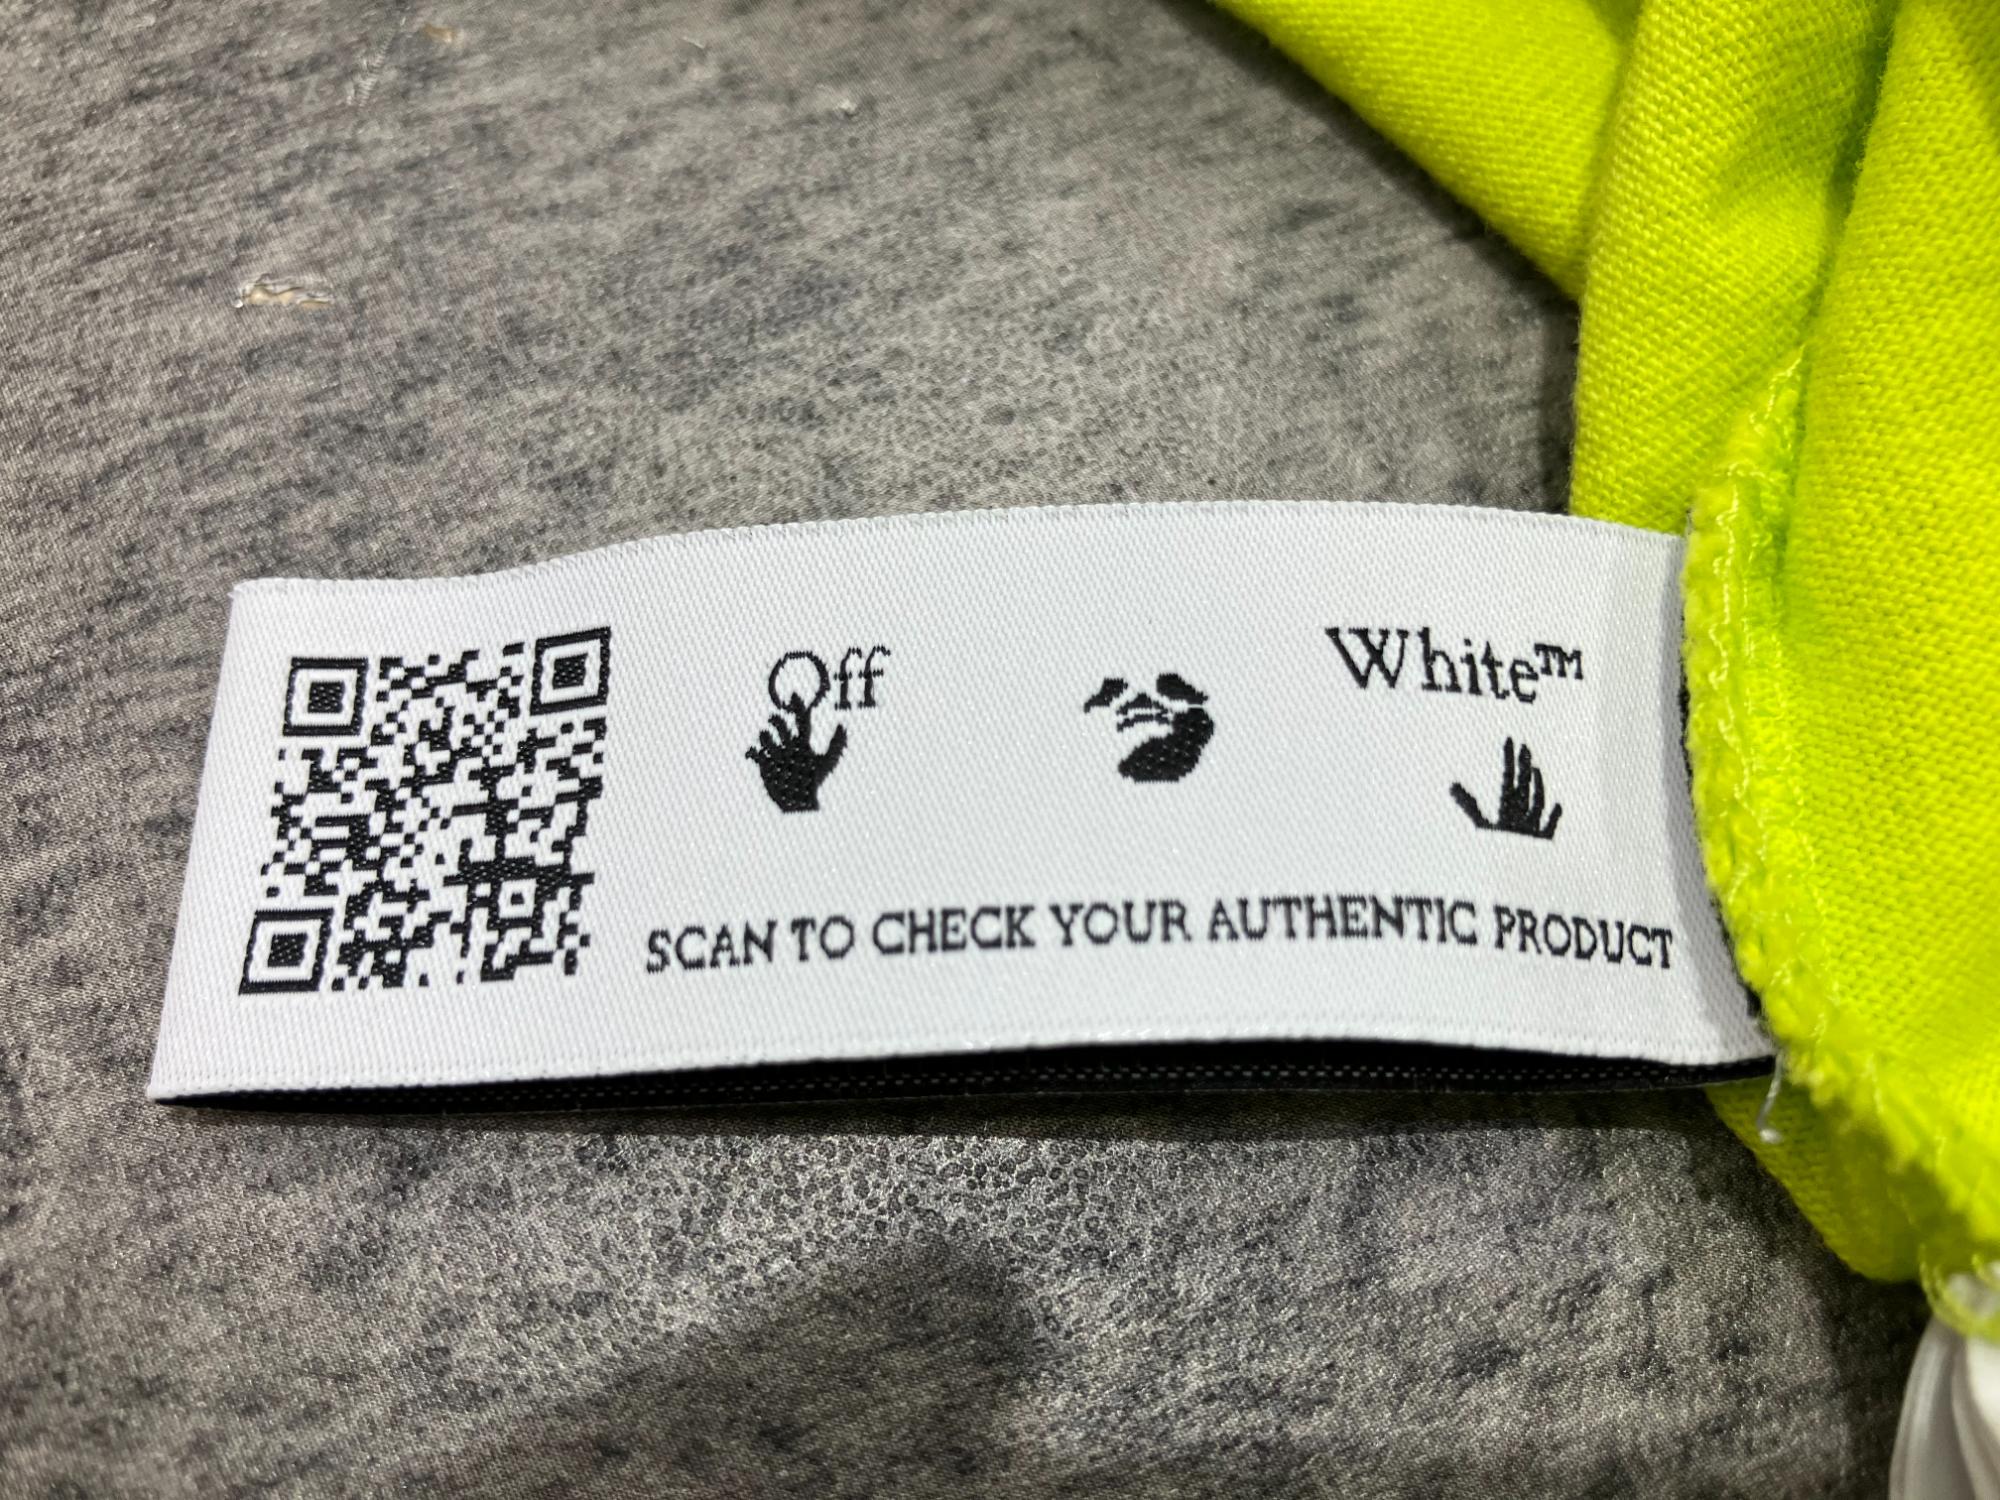 Off
White™
SCAN TO CHECK YOUR AUTHENTIC PRODUCT